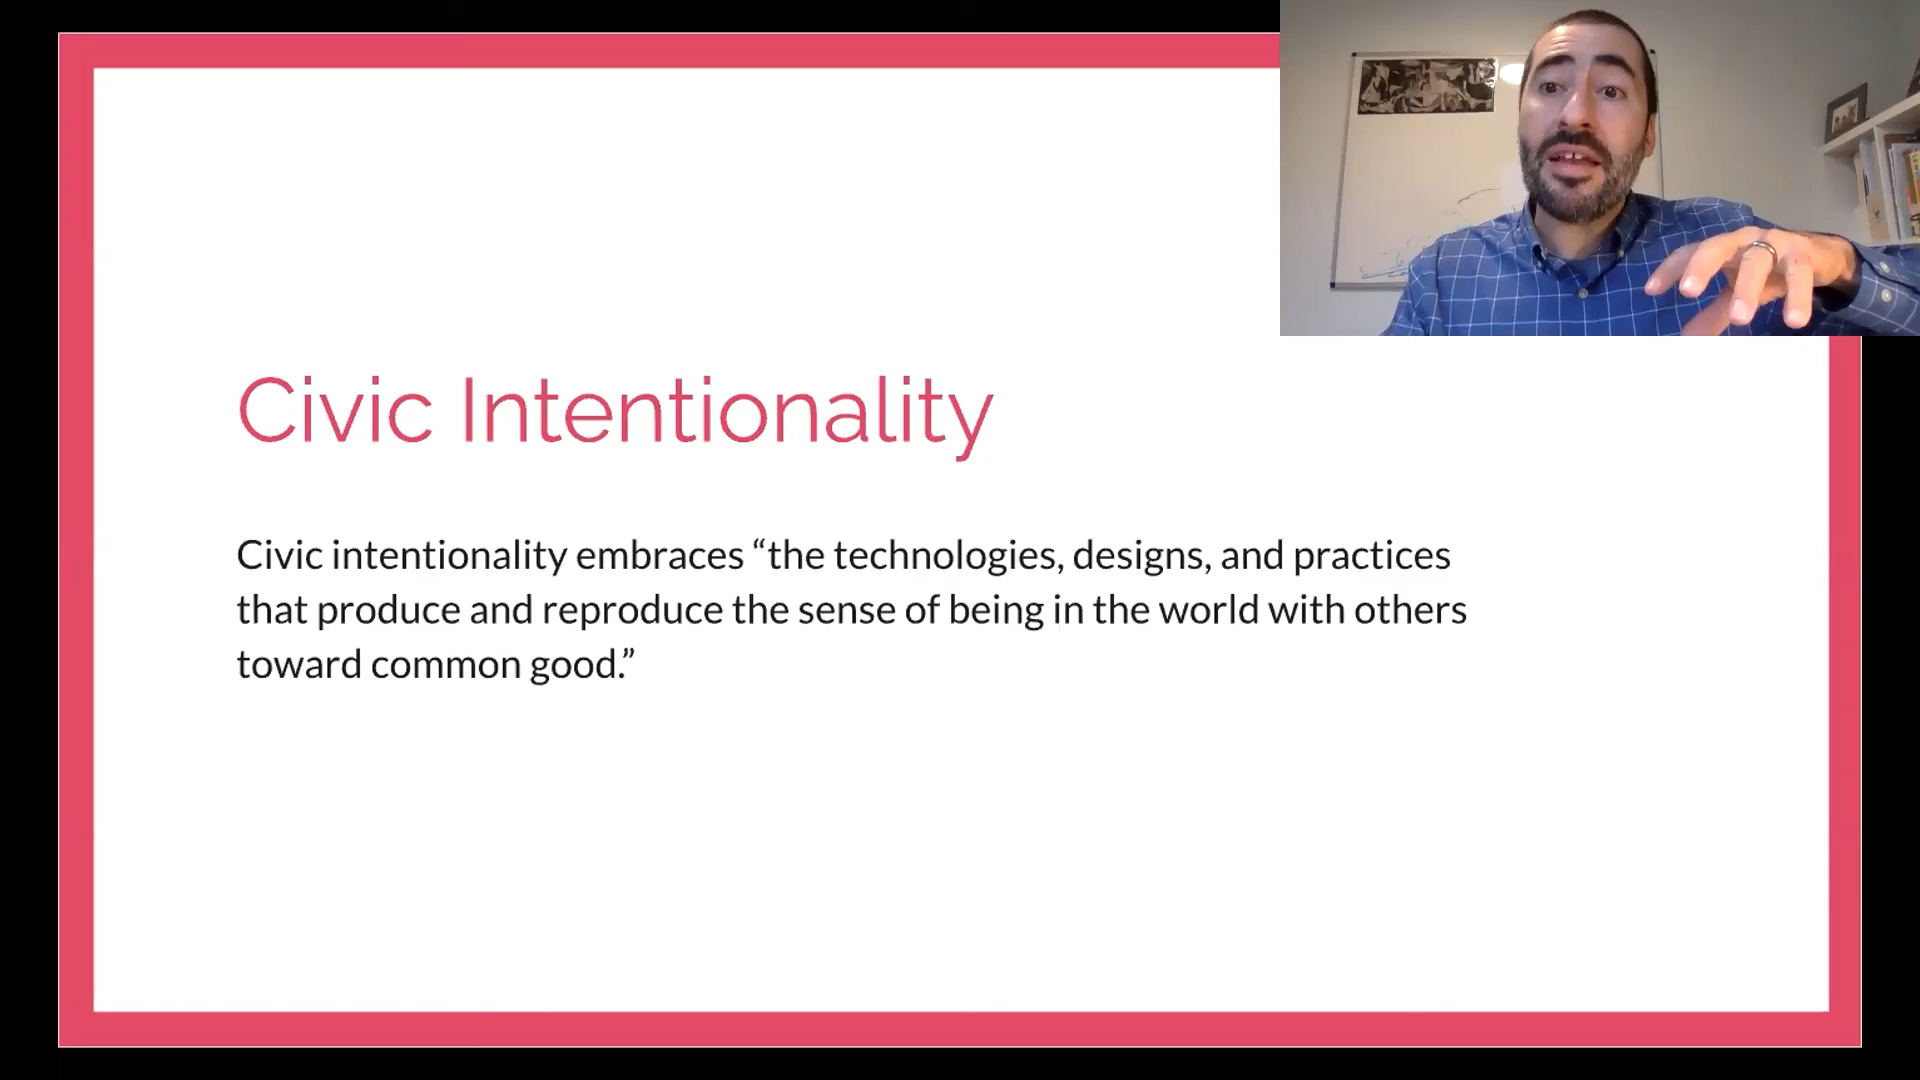 Civic Intentionality
Civic intentionality embraces “the technologies, designs, and practices
that produce and reproduce the sense of being in the world with others
toward common good.”